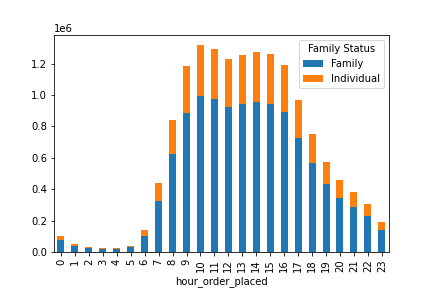 1e6
Family Status
Family
Individual
1.2
1.0
0.8
0.6
0.4
0.2
0.0
0 1 2 3 4 5 6 7 8 9 10 11 12 13 14 15 16 17 18 19 20 21 22 23
hour_order_placed